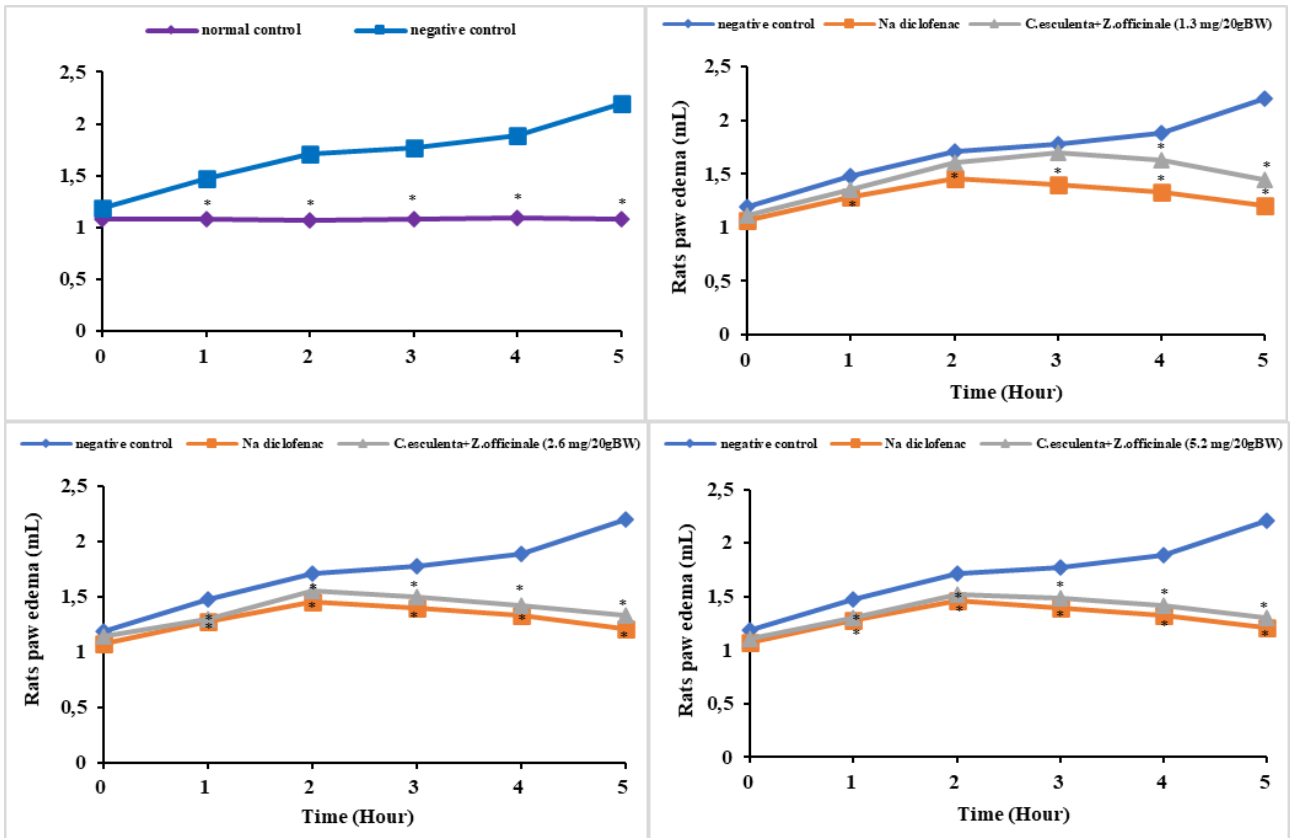 normal control negative control
2,5
2
1,5
1
0,5
0
* * * * *
0 1 2 3 4 5
negative control Na diclofenac C.esculenta+Z.officinale (1.3 mg/20gBW)
Rats paw edema (mL)
2,5
2
1,5
1
0,5
0
* *
* * * * *
0 1 2 3 4 5
Time (Hour)
negative control Na diclofenac C.esculenta+Z.officinale (2.6 mg/20gBW)
Rats paw edema (mL)
2,5
2
1,5
1
0,5
0
* * * * *
* * * * *
0 1 2 3 4 5
Time (Hour)
negative control Na diclofenac C.esculenta+Z.officinale (5.2 mg/20gBW)
Rats paw edema (mL)
2,5
2
1,5
1
0,5
0
* * * * *
* * * * *
0 1 2 3 4 5
Time (Hour)